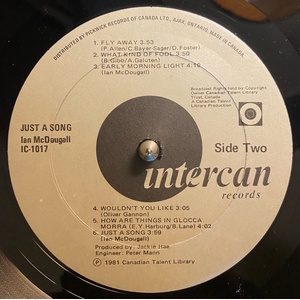 DISTRIBUTED BY PICKWICK RECORDS OF CANADA LTD., AJAX, ONTARIO. MADE IN CANADA
1. FLY AWAY 3:53
(P.Allen/C.Bayer-Sager/D.Foster)
2. WHAT KIND OF FOOL 3:50
(B.Gibb/A.Galuten)
3. EARLY MORNING LIGHT 4:10
(Ian McDougall)
Broadcast Rights held by Copyright
Owner Canadian Talent Library
Trust, Canada
A Canadian Talent
Library Production
JUST A SONG
Ian McDougall
IC-1017
Side Two
intercan
records
4. WOULDN'T YOU LIKE 3:05
(Oliver Gannon)
5. HOW ARE THINGS IN GLOCCA
MORRA (E.Y.Harburg/B.Lane) 4:02
6. JUST A SONG 3:59
(Ian McDougall)
Produced by: Jackie Rae
Engineer: Peter Mann
Ⓟ 1981 Canadian Talent Library